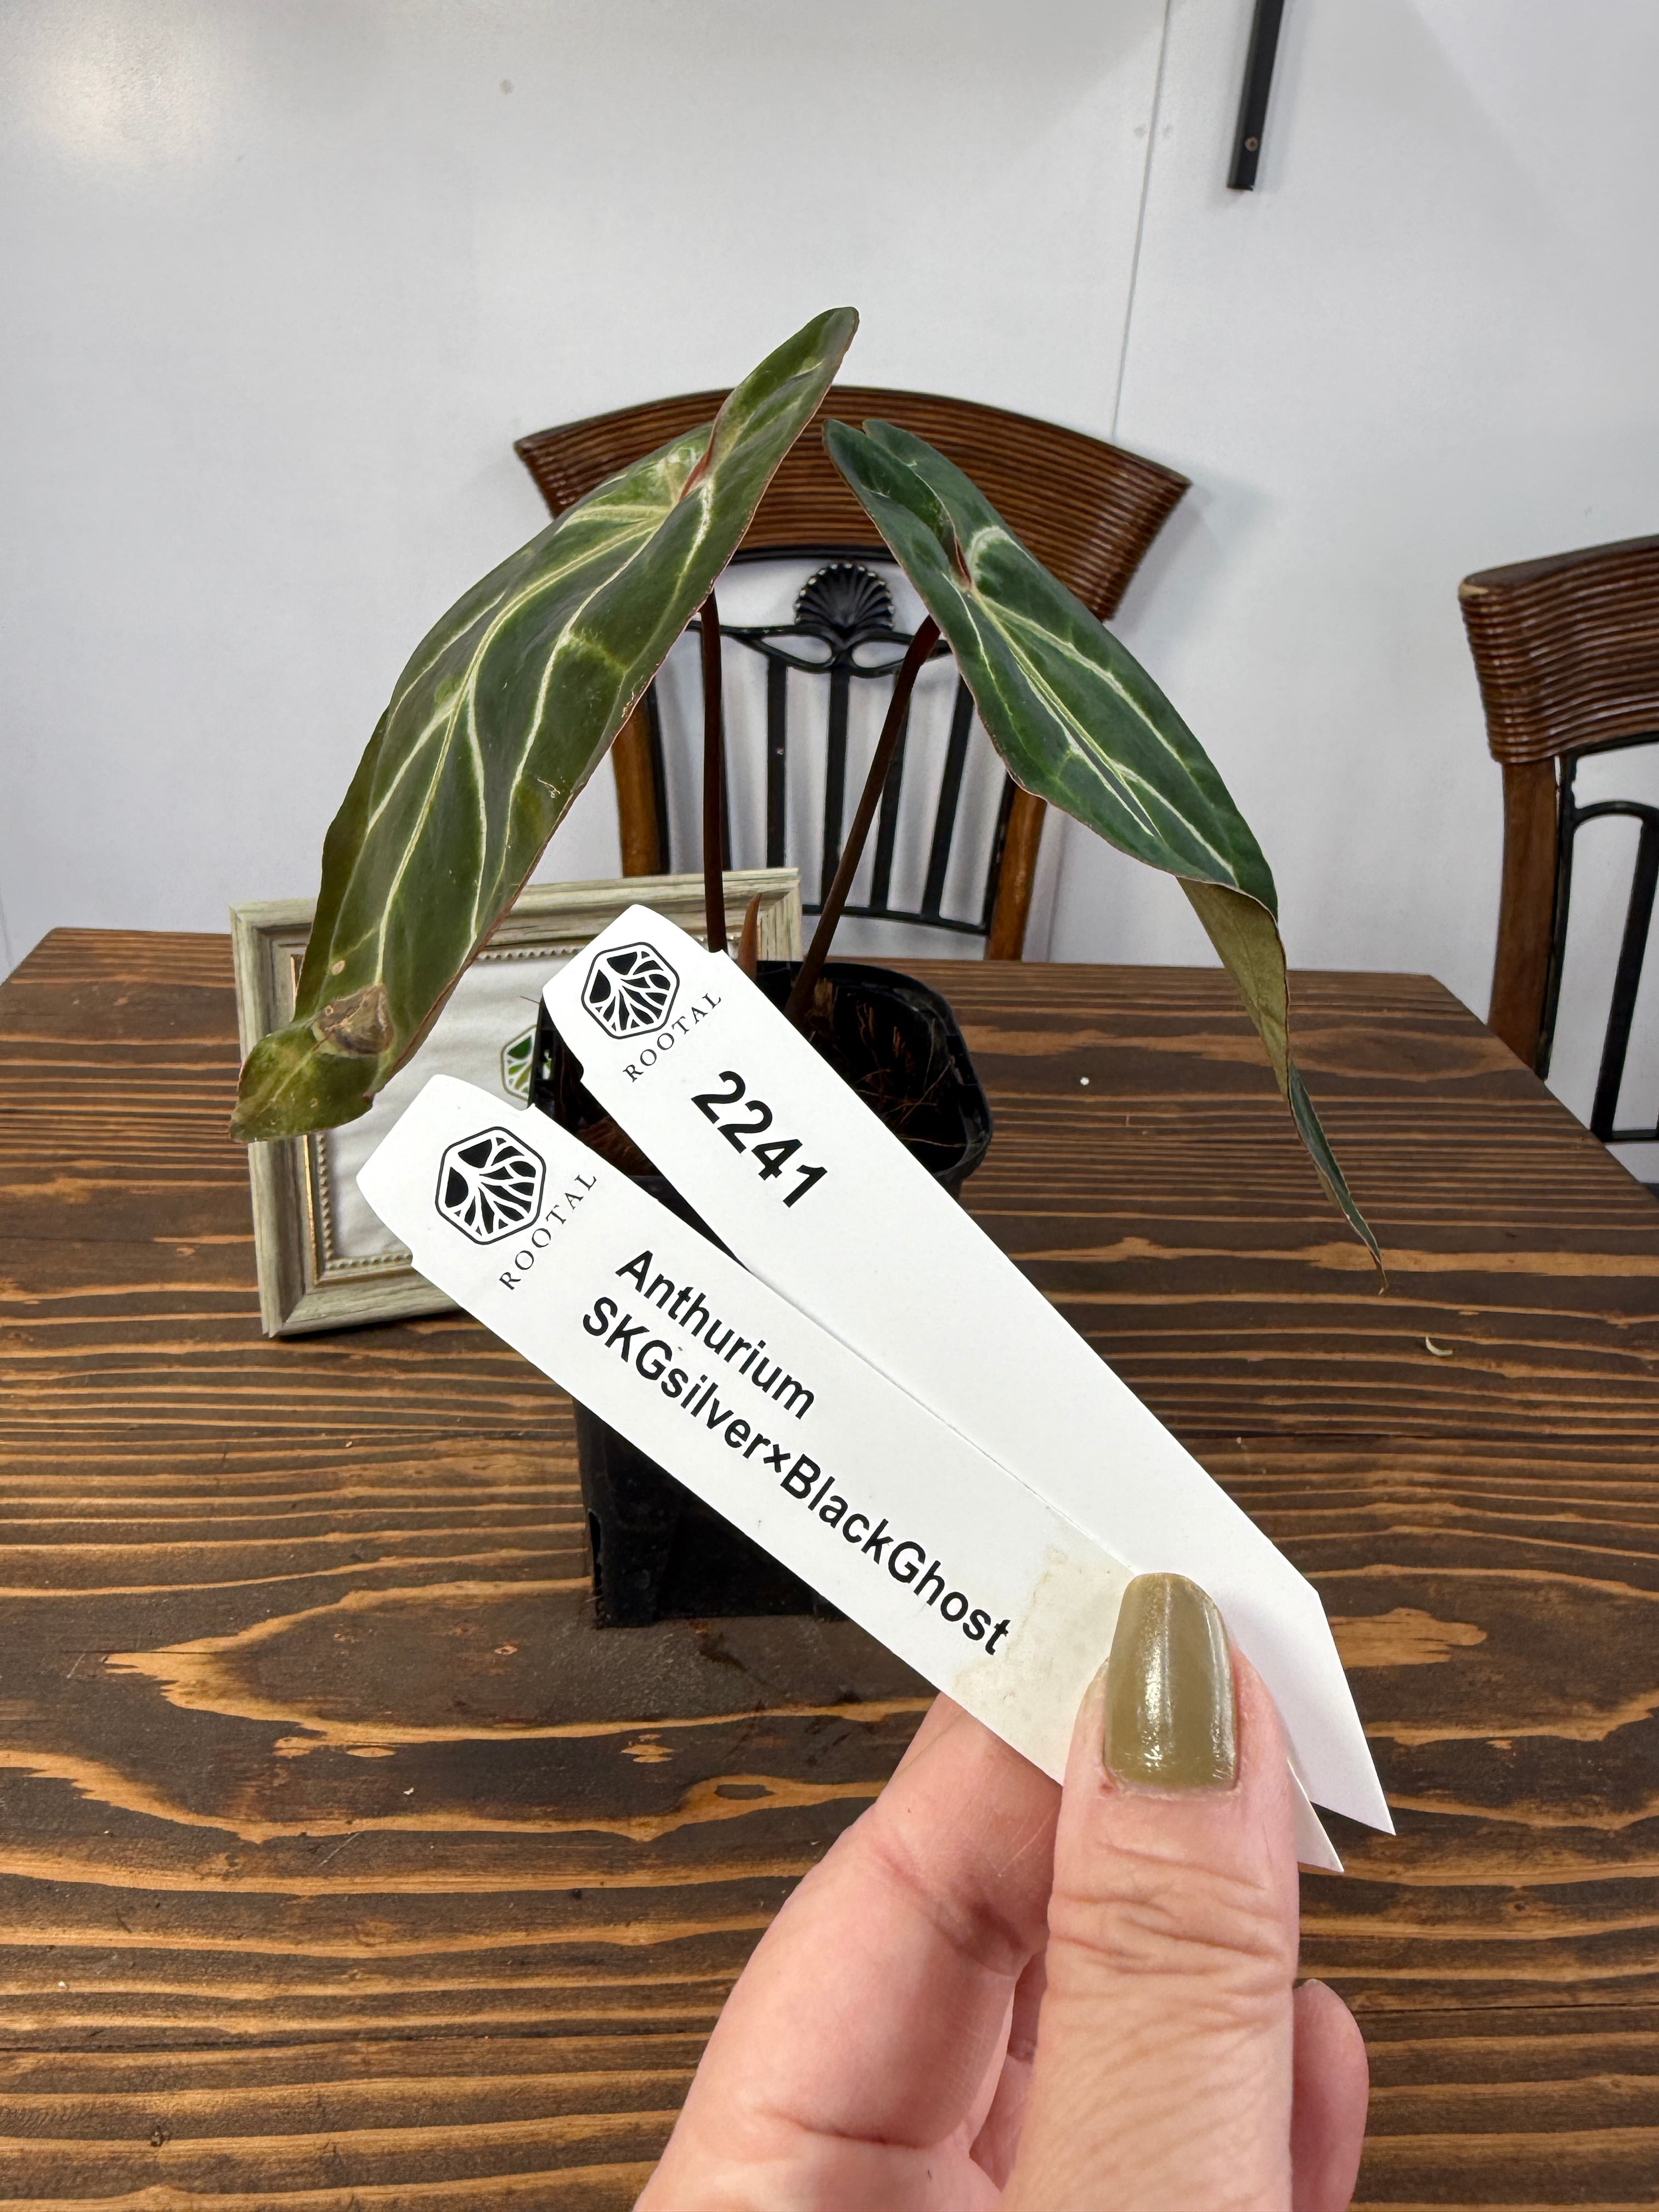 ROOTAL
2241
ROOTAL
Anthurium
SKGsilver×BlackGhost